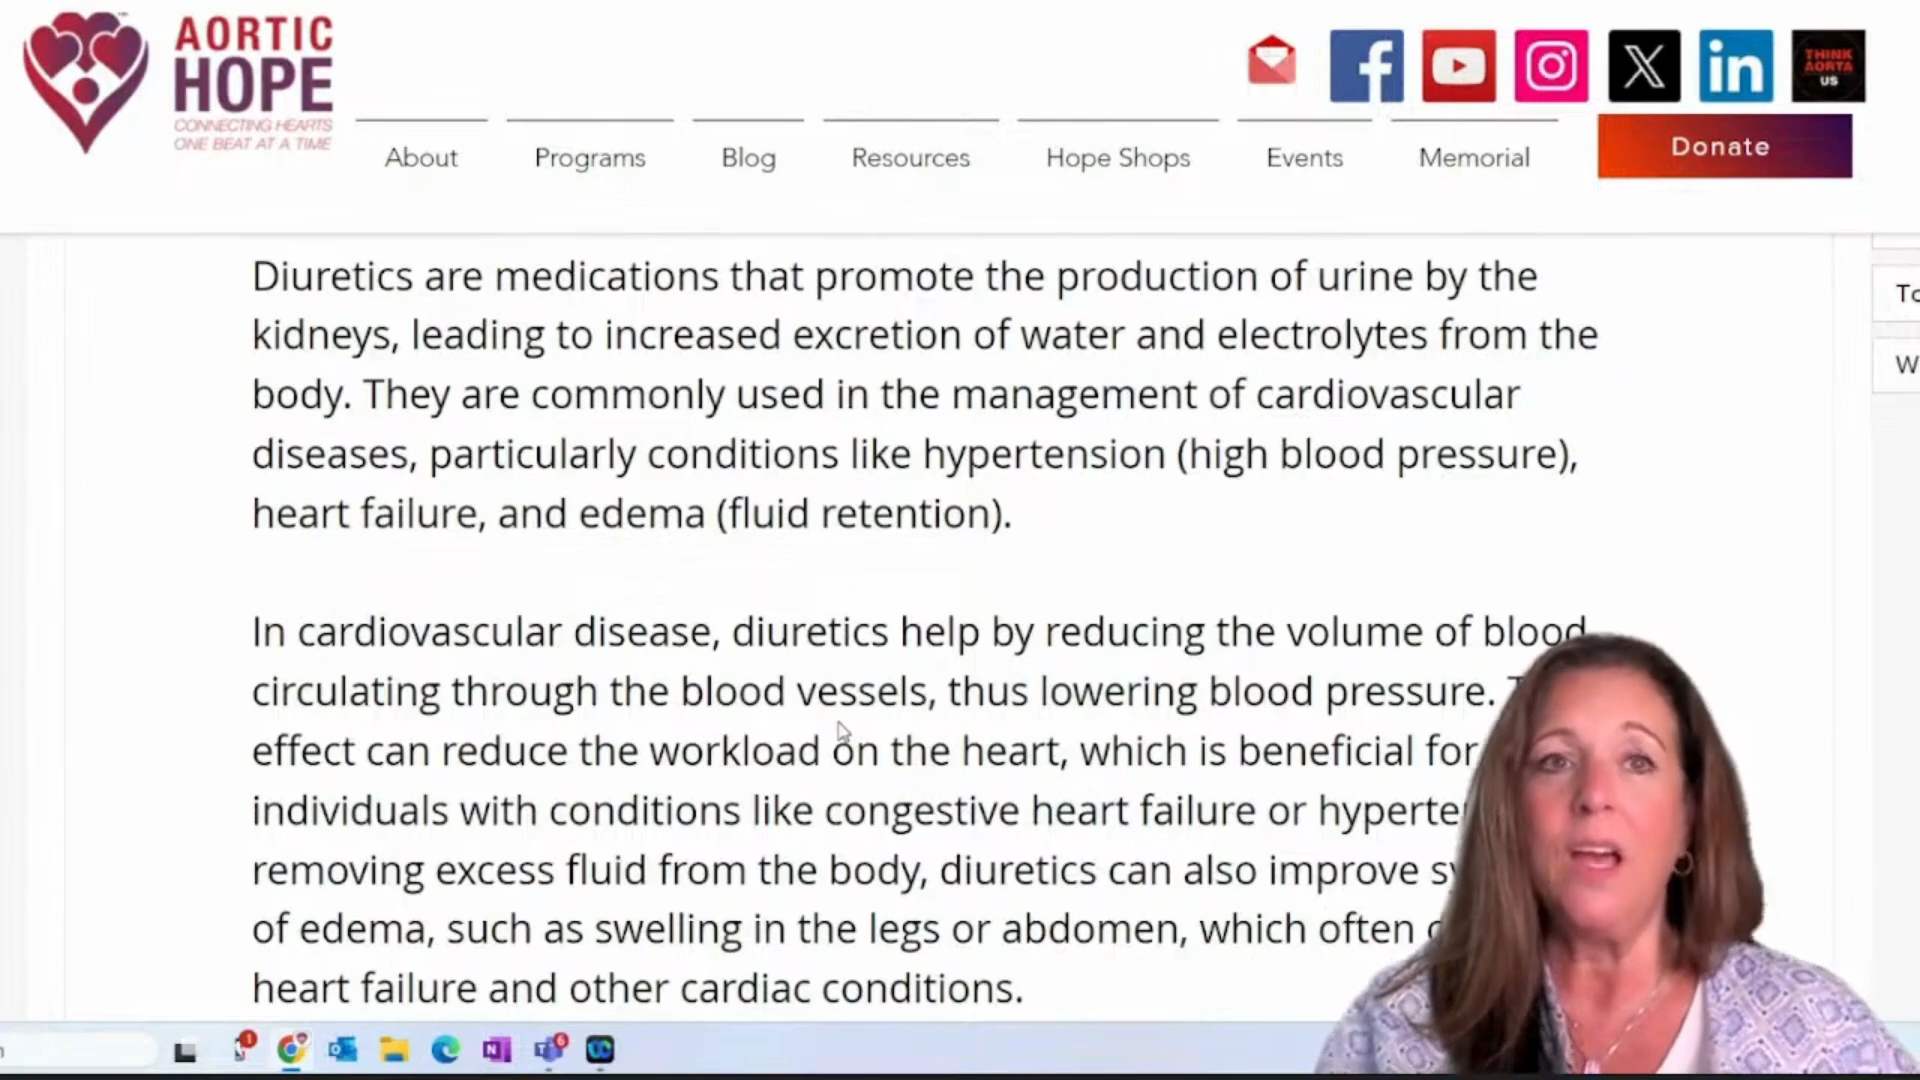 AORTIC
HOPE
CONNECTING HEARTS
ONE BEAT AT A TIME
THINK
AORTA
US
About Programs Blog Resources Hope Shops Events Memorial Donate
Diuretics are medications that promote the production of urine by the
kidneys, leading to increased excretion of water and electrolytes from the
body. They are commonly used in the management of cardiovascular
diseases, particularly conditions like hypertension (high blood pressure),
heart failure, and edema (fluid retention).
In cardiovascular disease, diuretics help by reducing the volume of blood
circulating through the blood vessels, thus lowering blood pressure.
effect can reduce the workload on the heart, which is beneficial for
individuals with conditions like congestive heart failure or
removing excess fluid from the body, diuretics can also improve
of edema, such as swelling in the legs or abdomen, which often
heart failure and other cardiac conditions.